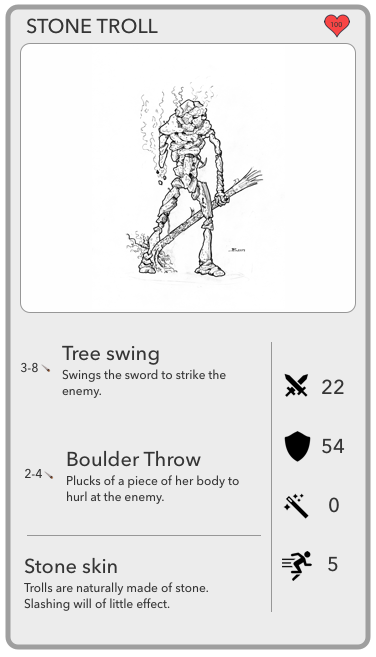 STONE TROLL
100
Tree swing
3-8
Swings the sword to strike the
enemy.
Boulder Throw
2-4
Plucks of a piece of her body to
hurl at the enemy.
Stone skin
Trolls are naturally made of stone.
Slashing will of little effect.
22
54
0
5